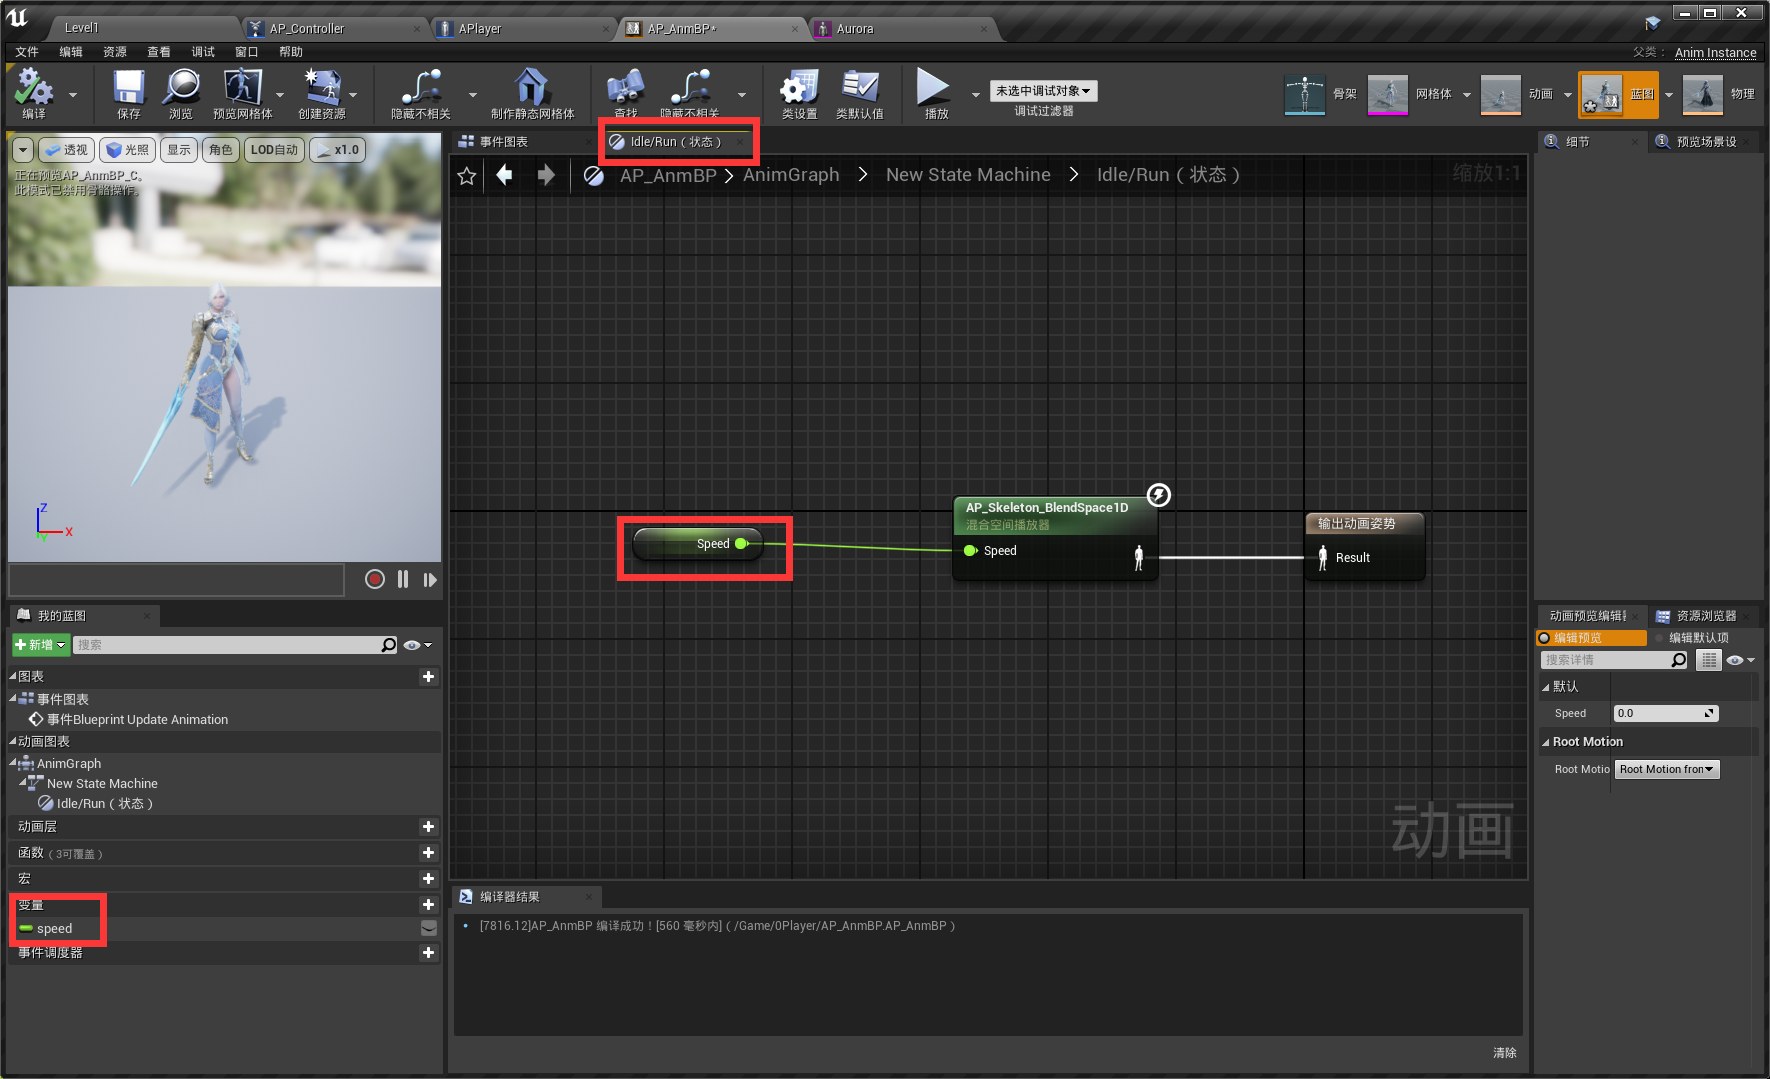 Level1
AP_Controller
APlayer
AP_AnmBP*
Aurora
文件 编辑 资源 查看 调试 窗口 帮助
父类： Anim Instance
编译
保存
浏览
预览网格体
创建资源
隐藏不相关
制作静态网格体
查找
隐藏不相关
类设置
类默认值
播放
未选中调试对象
调试过滤器
骨架
网格体
动画
蓝图
物理
透视
光照
显示
角色
LOD自动
x1.0
正在预览AP_AnmBP_C。
此模式已禁用骨骼操作。
Z
X
Y
事件图表
Idle/Run ( 状态 )
AP_AnmBP > AnimGraph > New State Machine > Idle/Run ( 状态 )
缩放1:1
Speed
AP_Skeleton_BlendSpace1D
混合空间播放器
Speed
输出动画姿势
Result
动画
细节
预览场景设
我的蓝图
新增
搜索
图表
事件图表
事件Blueprint Update Animation
动画图表
AnimGraph
New State Machine
Idle/Run ( 状态 )
动画层
函数 ( 3可覆盖 )
宏
变量
speed
事件调度器
编译器结果
[7816.12]AP_AnmBP 编译成功！[560 毫秒内] ( /Game/0Player/AP_AnmBP.AP_AnmBP )
清除
动画预览编辑
资源浏览器
编辑预览
编辑默认项
搜索详情
默认
Speed
0.0
Root Motion
Root Motio
Root Motion from